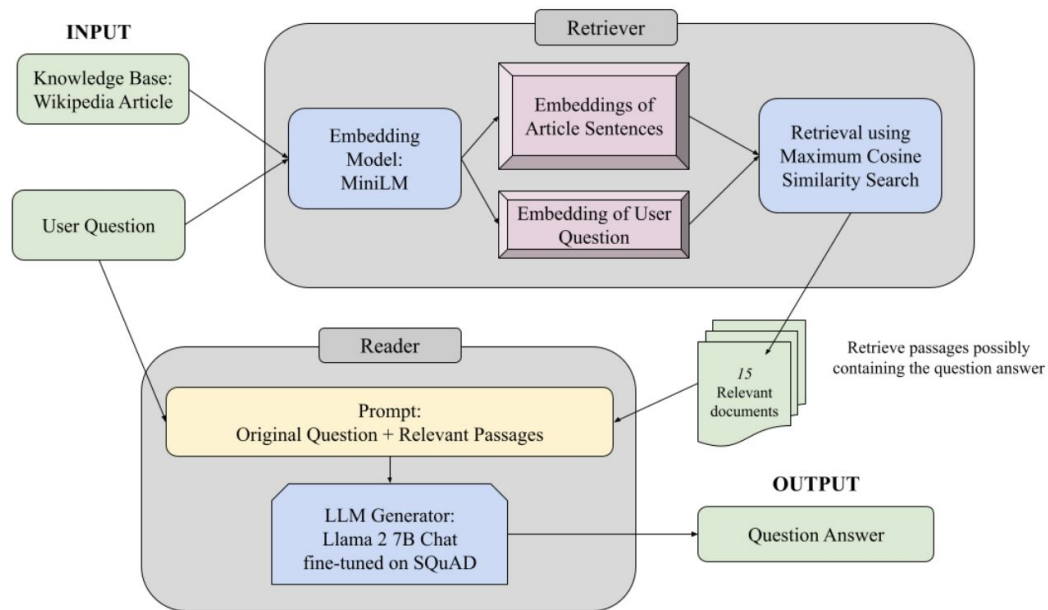 INPUT
Retriever
Knowledge Base:
Wikipedia Article
User Question
Embedding
Model:
MiniLM
Embeddings of
Article Sentences
Embedding of User
Question
Retrieval using
Maximum Cosine
Similarity Search
Reader
Prompt:
Original Question + Relevant Passages
15
Relevant
documents
Retrieve passages possibly
containing the question answer
LLM Generator:
Llama 2 7B Chat
fine-tuned on SQuAD
OUTPUT
Question Answer